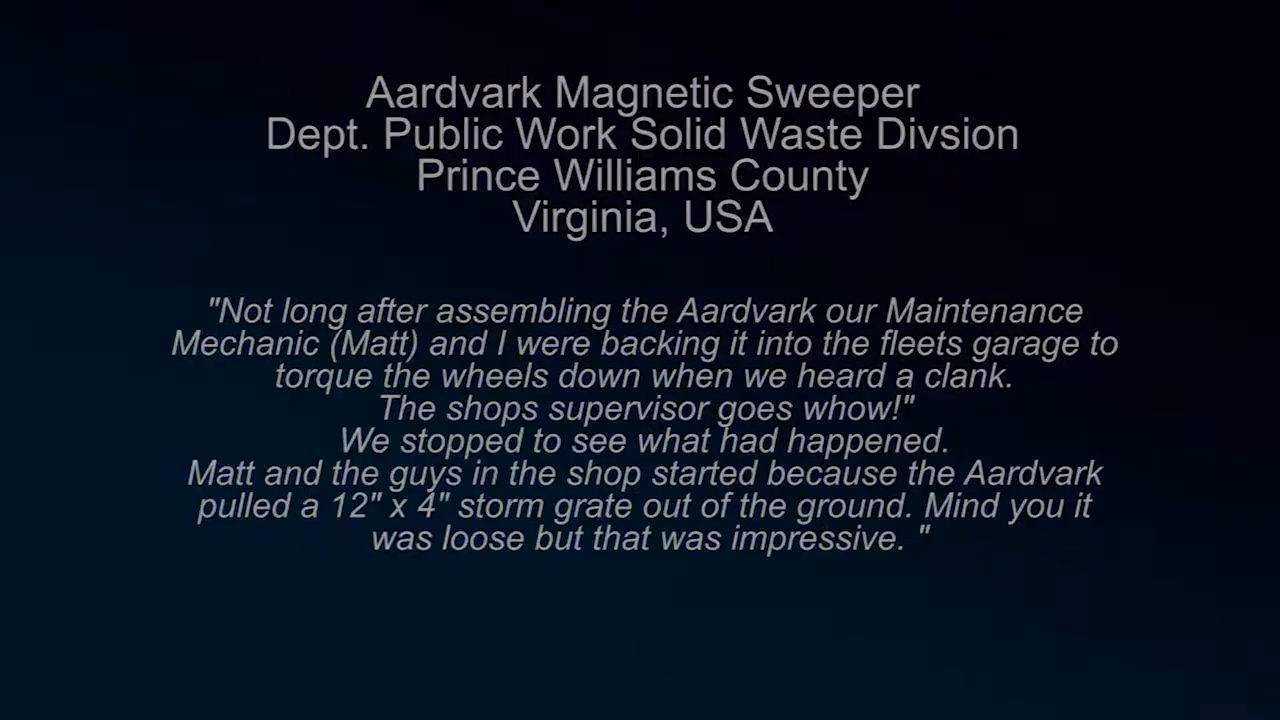 Aardvark Magnetic Sweeper
Dept. Public Work Solid Waste Divsion
Prince Williams County
Virginia, USA
"Not long after assembling the Aardvark our Maintenance
Mechanic (Matt) and I were backing it into the fleets garage to
torque the wheels down when we heard a clank.
The shops supervisor goes whow!"
We stopped to see what had happened.
Matt and the guys in the shop started because the Aardvark
pulled a 12" x 4" storm grate out of the ground. Mind you it
was loose but that was impressive. "